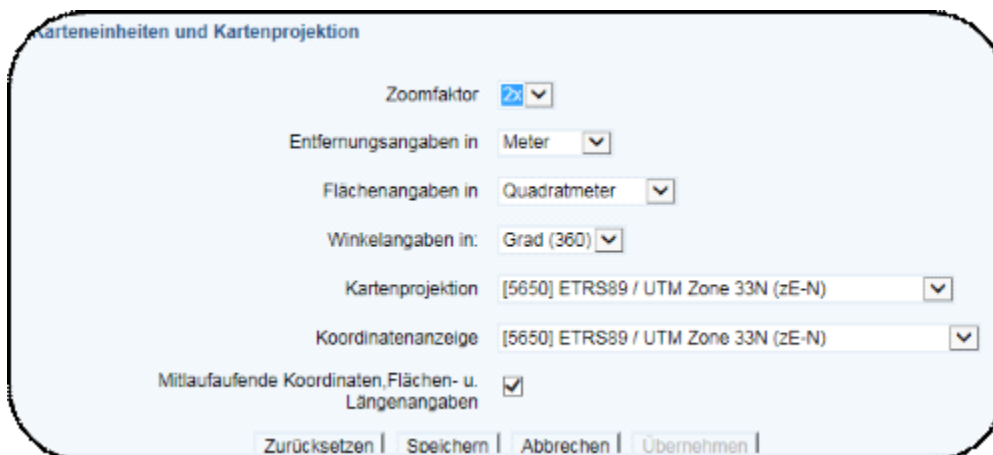 Karteneinheiten und Kartenprojektion
Zoomfaktor 2x
Entfernungsangaben in Meter
Flächenangaben in Quadratmeter
Winkelangaben in: Grad (360)
Kartenprojektion [5650] ETRS89 / UTM Zone 33N (zE-N)
Koordinatenanzeige [5650] ETRS89 / UTM Zone 33N (zE-N)
Mitlaufaufende Koordinaten,Flächen- u.
Längenangaben
Zurücksetzen Speichern Abbrechen Übernehmen